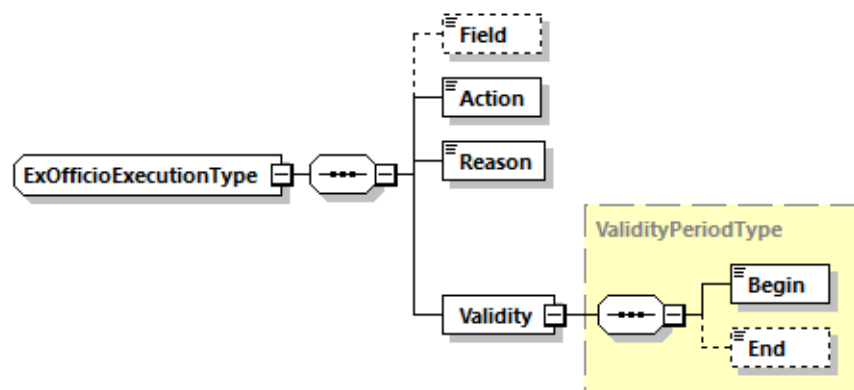 Field
Action
Reason
ExOfficioExecutionType
ValidityPeriodType
Begin
Validity
End